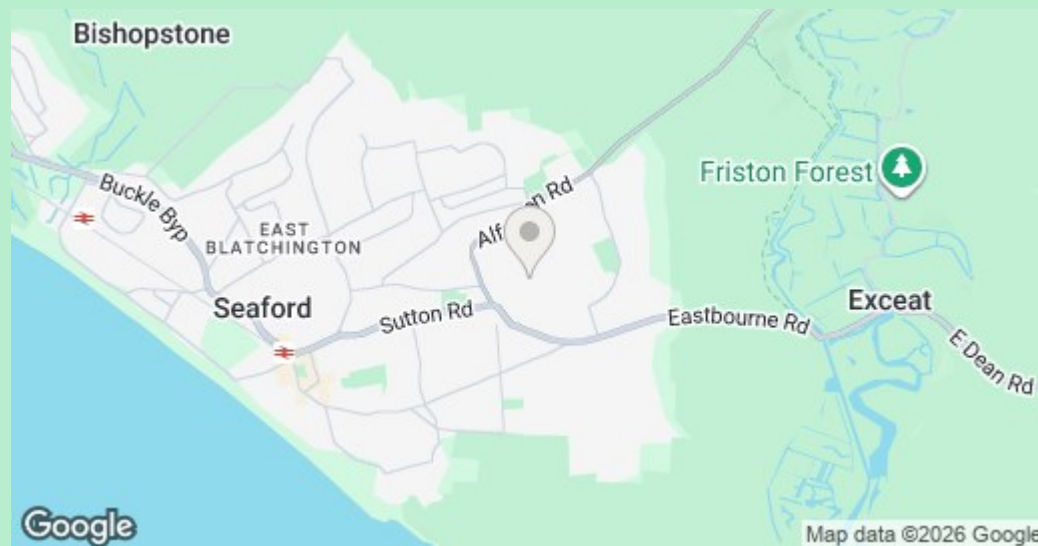 Bishopstone
Buckle Byp
EAST
BLATCHINGTON
Seaford
Sutton Rd
Friston Forest
Eastbourne Rd
Exceat
E Dean Rd
Google
Map data ©2026 Google